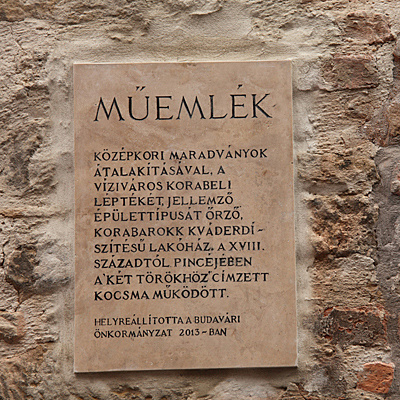 MŰEMLÉK
KÖZÉPKORI MARADVÁNYOK
ÁTALAKÍTÁSÁVAL, A
VÍZIVÁROS KORABELI
LÉPTÉKÉT, JELLEMZŐ
ÉPÜLETTÍPUSÁT ŐRZŐ,
KORABAROKK KVÁDERDÍ-
SZÍTÉSŰ LAKÓHÁZ. A XVIII.
SZÁZADTÓL PINCÉJÉBEN
A "KÉT TÖRÖKHÖZ" CÍMZETT
KOCSMA MŰKÖDÖTT.
HELYREÁLLÍTOTTA A BUDAVÁRI
ÖNKORMÁNYZAT 2013-BAN